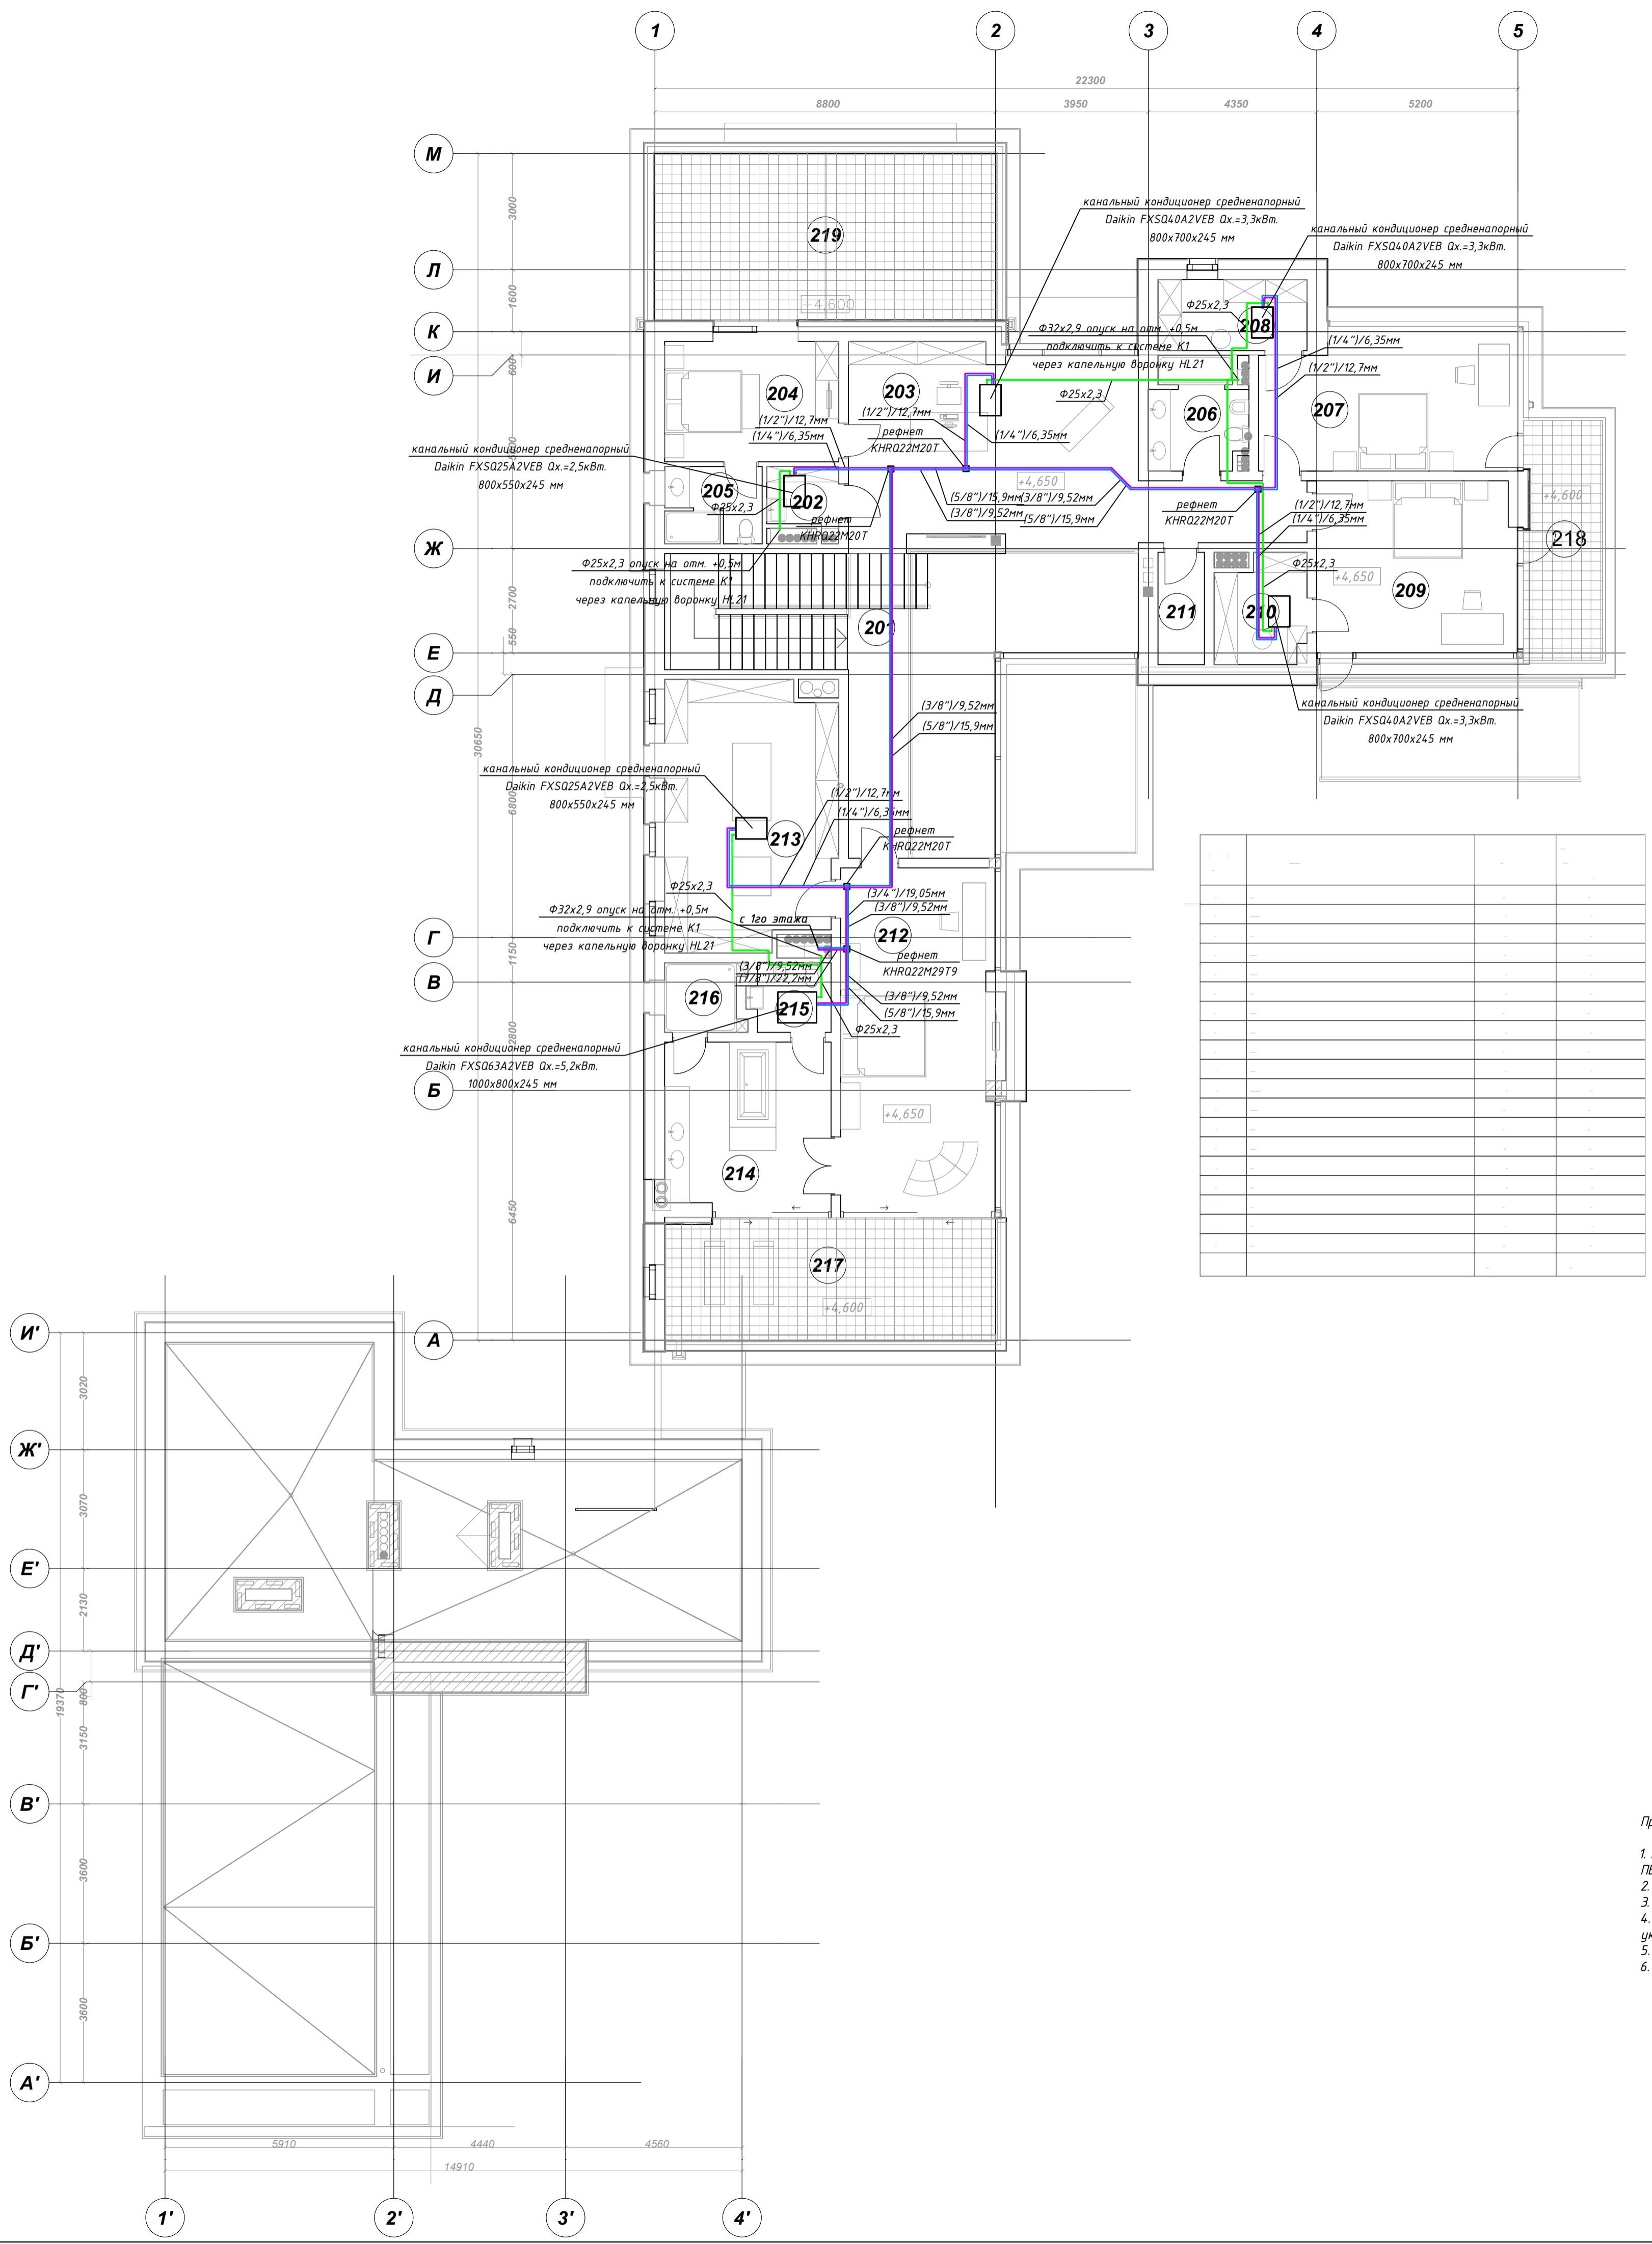 1
2
3
4
5
22300
8800
3950
4350
5200
М
Л
К
И
Ж
Е
Д
Г
В
Б
А
3000
1600
600
2700
550
30650
6800
1150
2800
6450
канальный кондиционер средненапорный
Daikin FXSQ40A2VEB Qх.=3,3кВт.
800х700х245 мм
канальный кондиционер средненапорный
Daikin FXSQ40A2VEB Qх.=3,3кВт.
800х700х245 мм
219
-4,600
Ф25х2,3
208
Ф32х2,9 опуск на отм. +0,5м
подключить к системе К1
через капельную воронку HL21
(1/4")/6,35мм
(1/2")/12,7мм
Ф25х2,3
204
203
206
207
(1/2")/12,7мм
(1/4")/6,35мм
(1/2")/12,7мм
рефнет
KHRQ22M20T
(1/4")/6,35мм
канальный кондиционер средненапорный
Daikin FXSQ25A2VEB Qх.=2,5кВт.
800х550х245 мм
205
202
Ф25х2,3
рефнет
KHRQ22M20T
+4,650
(5/8")/15,9мм
(3/8")/9,52мм
(3/8")/9,52мм
(5/8")/15,9мм
рефнет
KHRQ22M20T
(1/2")/12,7мм
(1/4")/6,35мм
+4,600
218
Ф25х2,3 опуск на отм. +0,5м
подключить к системе К1
через капельную воронку HL21
Ф25х2,3
+4,650
209
201
211
210
канальный кондиционер средненапорный
Daikin FXSQ40A2VEB Qх.=3,3кВт.
800х700х245 мм
(3/8")/9,52мм
(5/8")/15,9мм
канальный кондиционер средненапорный
Daikin FXSQ25A2VEB Qх.=2,5кВт.
800х550х245 мм
(1/2")/12,7мм
(1/4")/6,35мм
213
рефнет
KHRQ22M20T
Ф25х2,3
(3/4")/19,05мм
(3/8")/9,52мм
Ф32х2,9 опуск на отм. +0,5м
подключить к системе К1
через капельную воронку HL21
с 1го этажа
212
рефнет
KHRQ22M29T9
(3/8")/9,52мм
(7/8")/22,2мм
216
215
(3/8")/9,52мм
(5/8")/15,9мм
Ф25х2,3
канальный кондиционер средненапорный
Daikin FXSQ63A2VEB Qх.=5,2кВт.
1000х800х245 мм
+4,650
214
217
+4,600
И'
Ж'
Е'
Д'
Г'
В'
Б'
А'
3020
3070
2130
800
19370
3150
3600
3600
5910
4440
4560
14910
1'
2'
3'
4'
Пр
1.
2.
3.
4.
ук
5.
6.